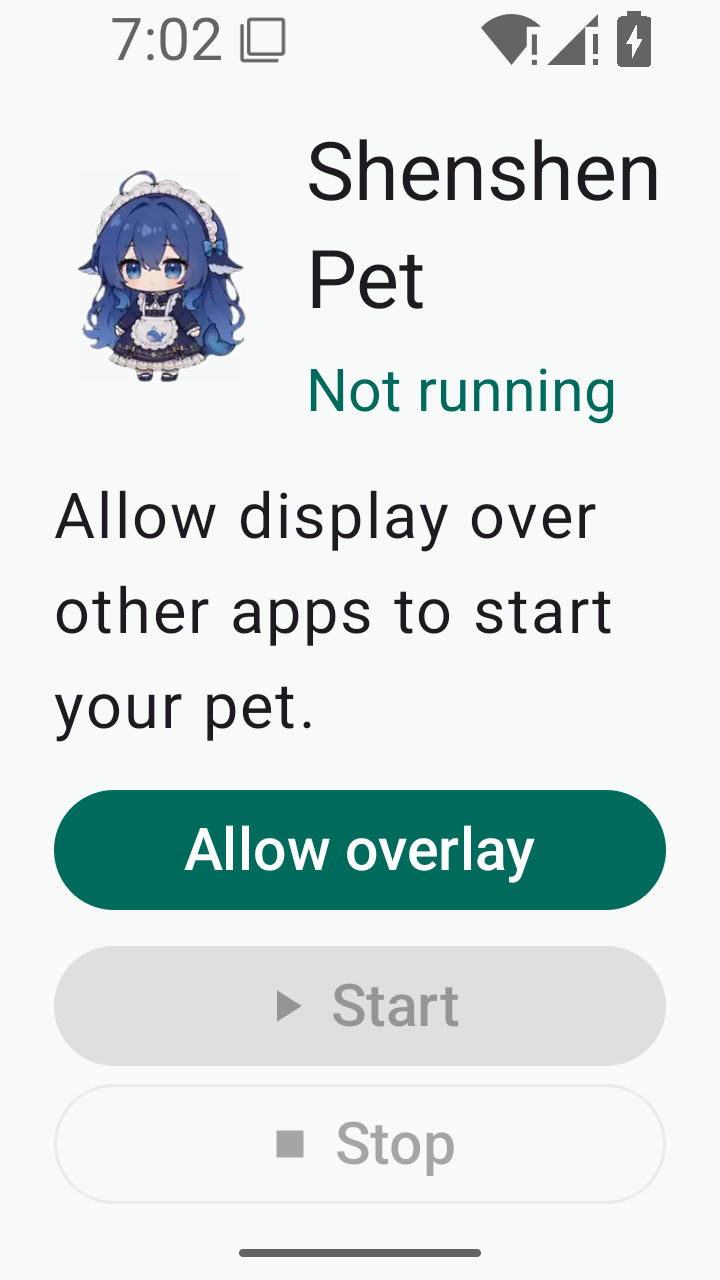 7:02
Shenshen
Pet
Not running
Allow display over
other apps to start
your pet.
Allow overlay
Start
Stop